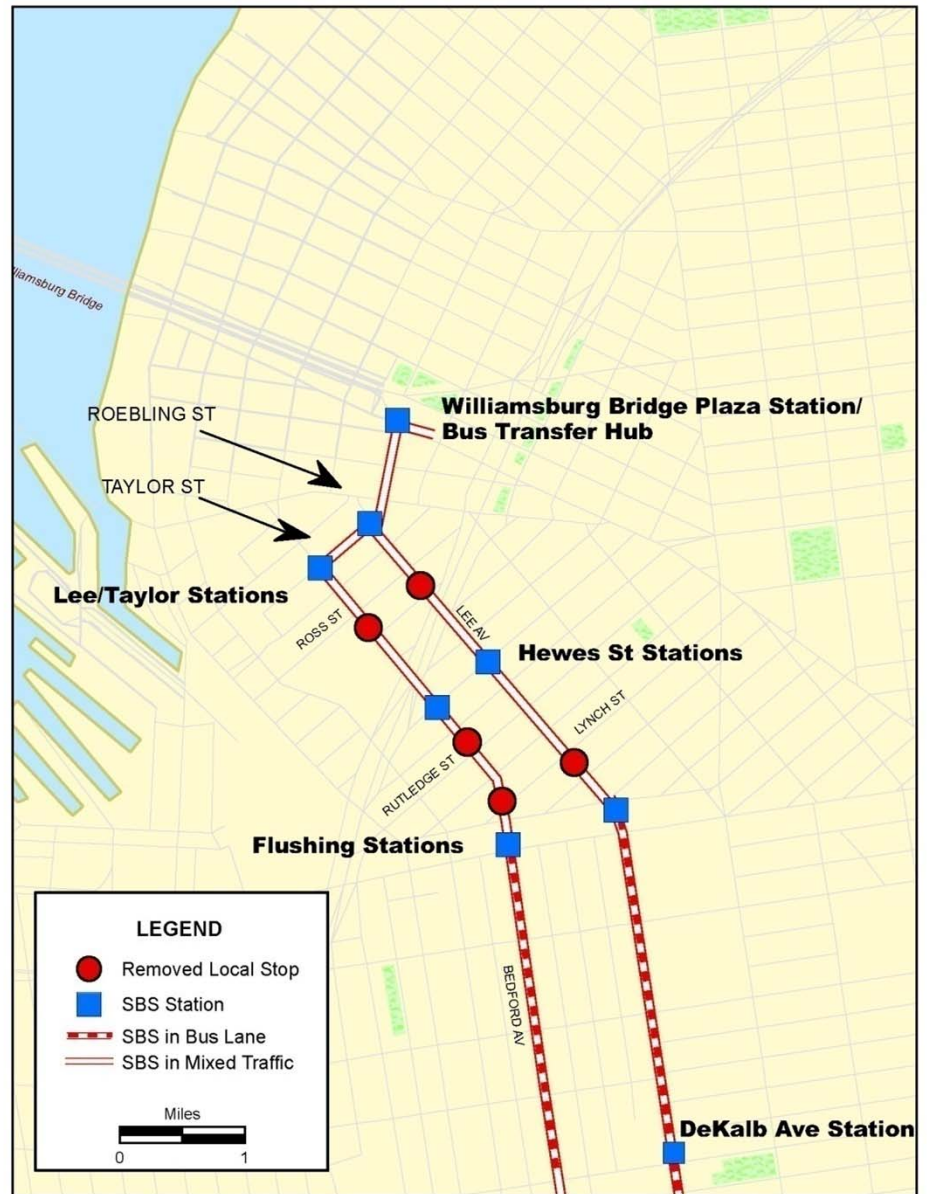 lliamsburg Bridge
Williamsburg Bridge Plaza Station/
Bus Transfer Hub
ROEBLING ST
TAYLOR ST
Lee/Taylor Stations
ROSS ST
LEE AV
Hewes St Stations
LYNCH ST
RUTLEDGE ST
Flushing Stations
BEDFORD AV
DeKalb Ave Station
LEGEND
Removed Local Stop
SBS Station
SBS in Bus Lane
SBS in Mixed Traffic
Miles
0 1